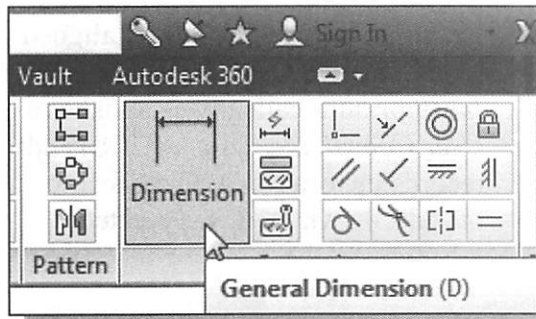 Sign In
Vault Autodesk 360
Dimension
Pattern
General Dimension (D)